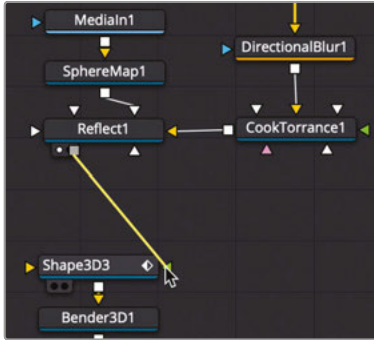 MediaIn1
DirectionalBlur1
SphereMap1
Reflect1
CookTorrance1
Shape3D3
Bender3D1